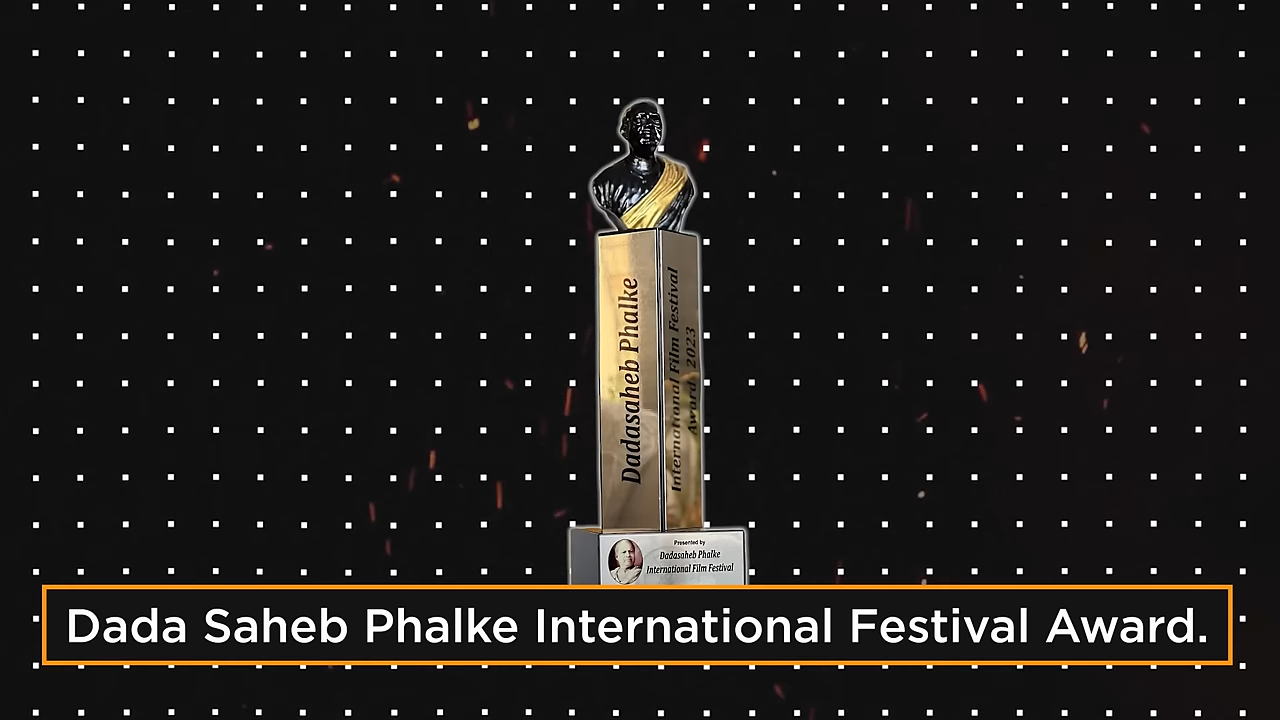 Dadasaheb Phalke
International Film Festival
Award 2023
Presented by
Dadasaheb Phalke
International Film Festival
Dada Saheb Phalke International Festival Award.